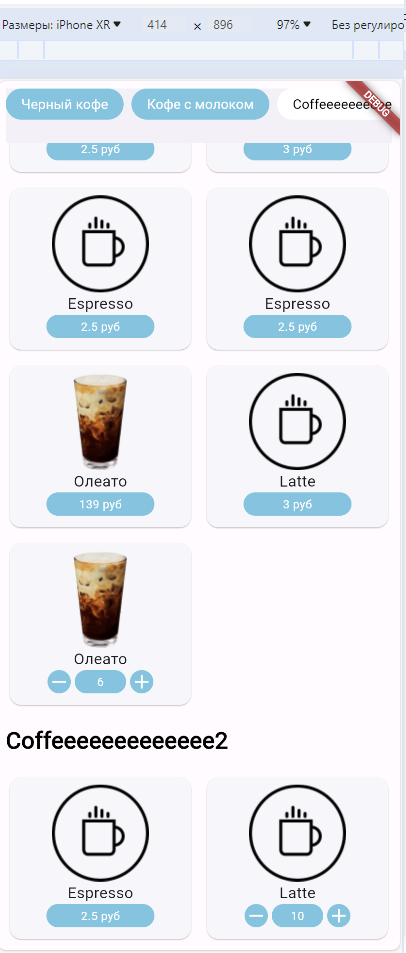 Размеры: iPhone XR 414 × 896 97% Без регулиро
Черный кофе Кофе с молоком Coffeeeeeeeeee
DEBUG
2.5 руб 3 руб
Espresso Espresso
2.5 руб 2.5 руб
Олеато Latte
139 руб 3 руб
Олеато
6
Coffeeeeeeeeeeeee2
Espresso Latte
2.5 руб 10